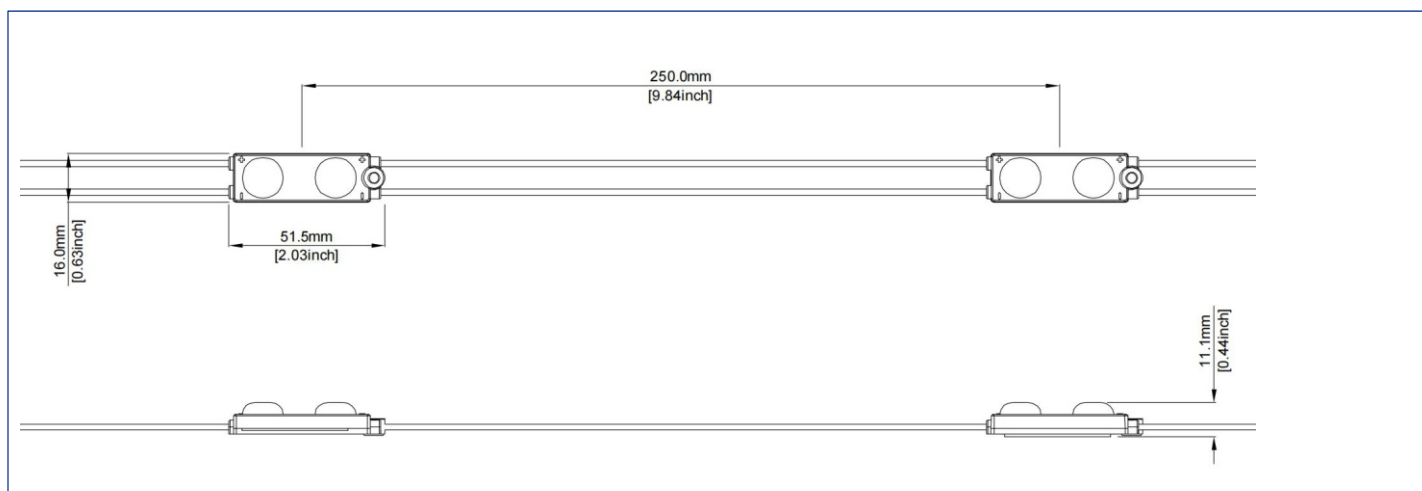 250.0mm
[9.84inch]
+ +
+ +
16.0mm
[0.63inch]
51.5mm
[2.03inch]
11.1mm
[0.44inch]